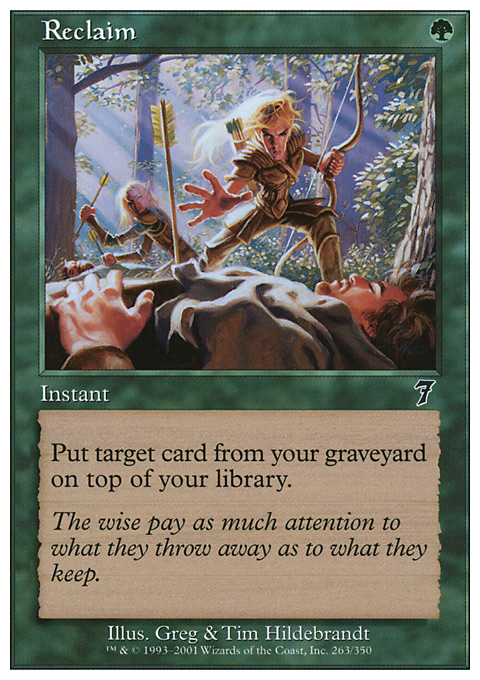 Reclaim
Instant
7
Put target card from your graveyard
on top of your library.
The wise pay as much attention to
what they throw away as to what they
keep.
Illus. Greg & Tim Hildebrandt
™ & © 1993–2001 Wizards of the Coast, Inc. 263/350